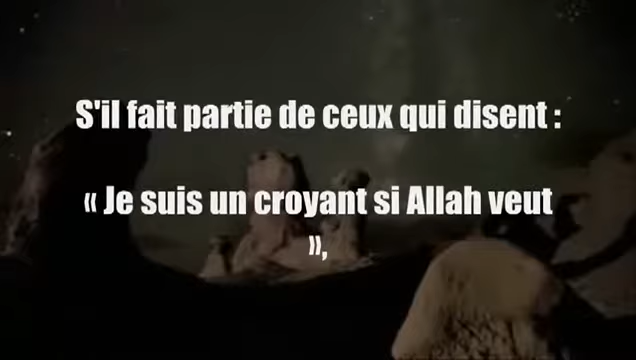 S'il fait partie de ceux qui disent :
« Je suis un croyant si Allah veut
»,